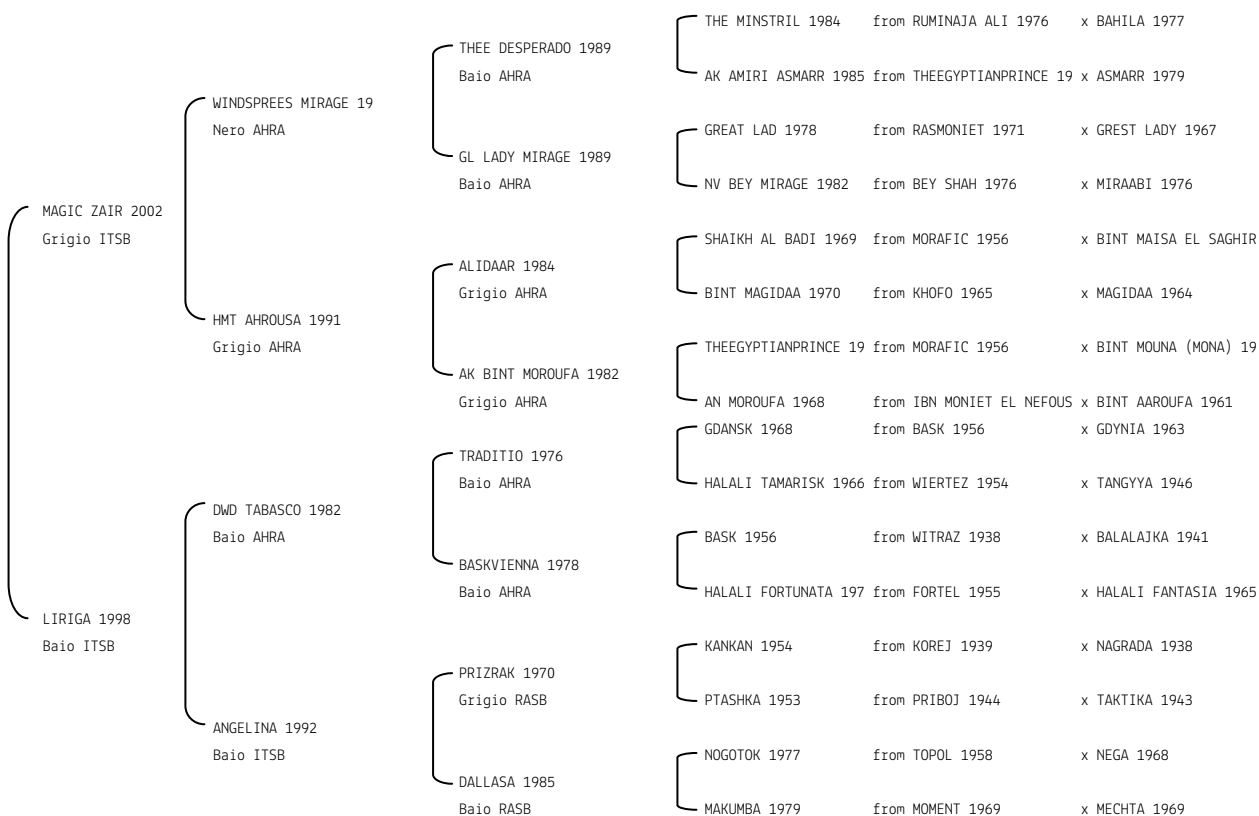 THE MINSTRIL 1984 from RUMINAJA ALI 1976 x BAHILA 1977
THEE DESPERADO 1989
Baio AHRA
AK AMIRI ASMARR 1985 from THEEGYPTIANPRINCE 19 x ASMARR 1979
WINDSPREES MIRAGE 19
Nero AHRA
GREAT LAD 1978 from RASMONIET 1971 x GREST LADY 1967
GL LADY MIRAGE 1989
Baio AHRA
NV BEY MIRAGE 1982 from BEY SHAH 1976 x MIRAABI 1976
MAGIC ZAIR 2002
Grigio ITSB
SHAIKH AL BADI 1969 from MORAFIC 1956 x BINT MAISA EL SAGHIR
ALIDAAR 1984
Grigio AHRA
BINT MAGIDAA 1970 from KHOFO 1965 x MAGIDAA 1964
HMT AHROUSA 1991
Grigio AHRA
THEEGYPTIANPRINCE 19 from MORAFIC 1956 x BINT MOUNA (MONA) 19
AK BINT MOROUFA 1982
Grigio AHRA
AN MOROUFA 1968 from IBN MONIET EL NEFOUS x BINT AAROUFA 1961
GDANSK 1968 from BASK 1956 x GDYNIA 1963
TRADITIO 1976
Baio AHRA
HALALI TAMARISK 1966 from WIERTEZ 1954 x TANGYYA 1946
DWD TABASCO 1982
Baio AHRA
BASK 1956 from WITRAZ 1938 x BALALAJKA 1941
BASKVIENNA 1978
Baio AHRA
HALALI FORTUNATA 197 from FORTEL 1955 x HALALI FANTASIA 1965
LIRIGA 1998
Baio ITSB
KANKAN 1954 from KOREJ 1939 x NAGRADA 1938
PRIZRAK 1970
Grigio RASB
PTASHKA 1953 from PRIBOJ 1944 x TAKTIKA 1943
ANGELINA 1992
Baio ITSB
NOGOTOK 1977 from TOPOL 1958 x NEGA 1968
DALLASA 1985
Baio RASB
MAKUMBA 1979 from MOMENT 1969 x MECHTA 1969